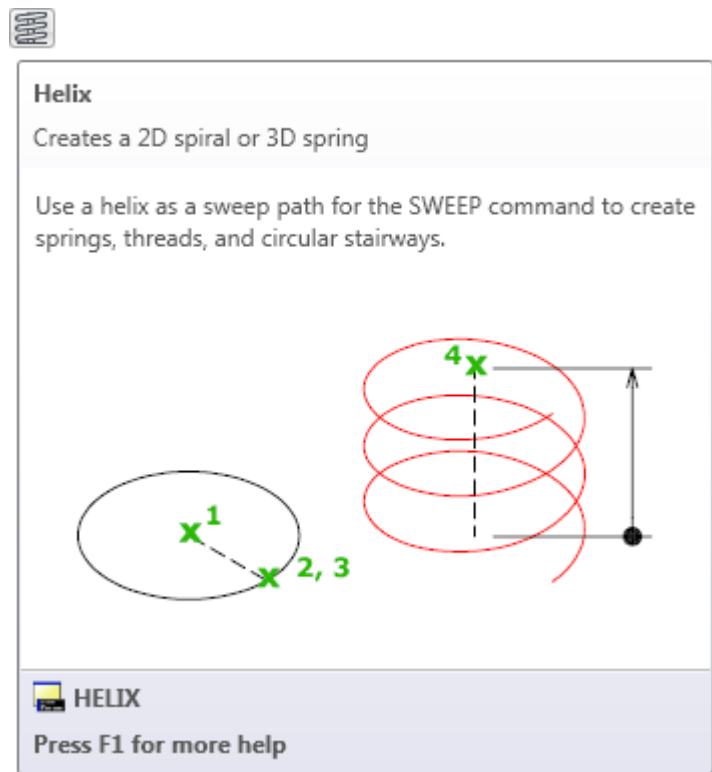 Helix
Creates a 2D spiral or 3D spring
Use a helix as a sweep path for the SWEEP command to create
springs, threads, and circular stairways.
4
1
2, 3
HELIX
Press F1 for more help